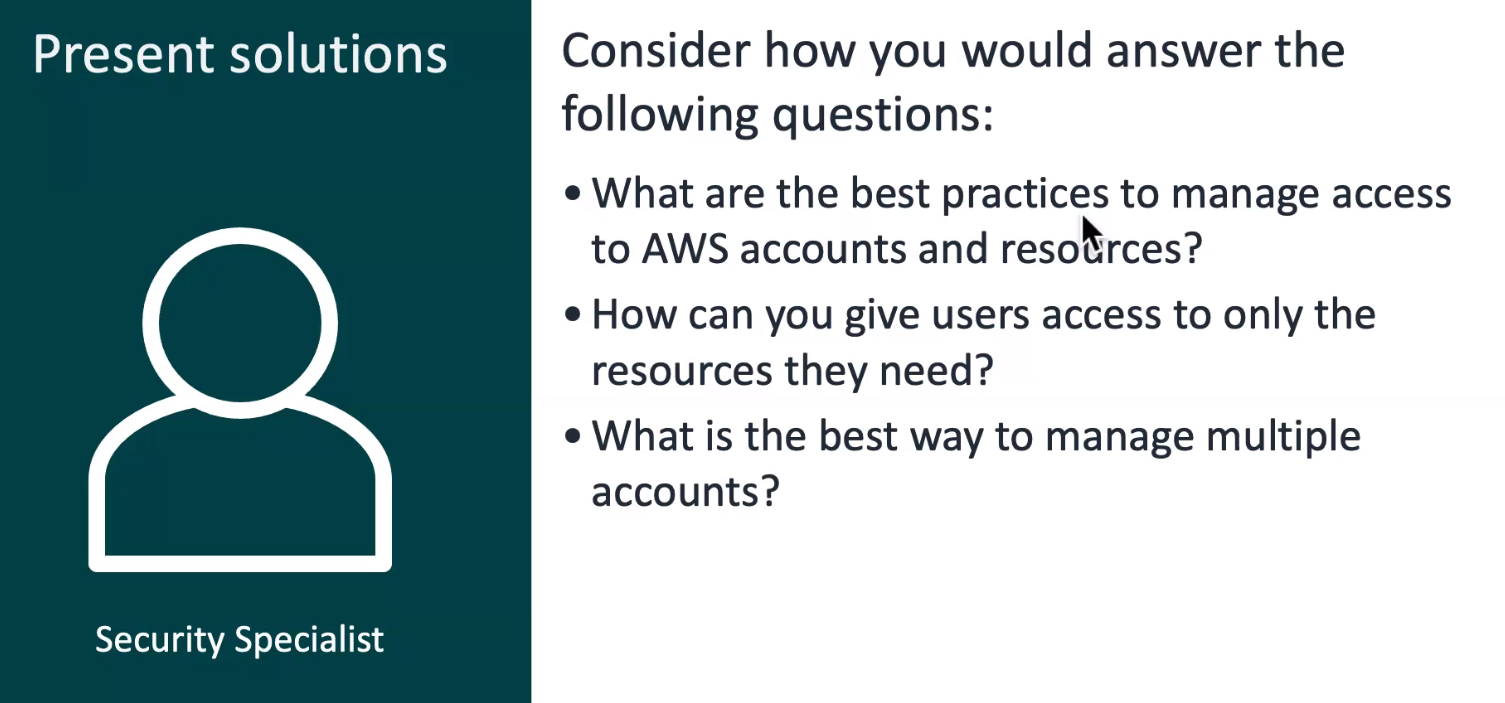 Present solutions
Security Specialist
Consider how you would answer the
following questions:
• What are the best practices to manage access
to AWS accounts and resources?
• How can you give users access to only the
resources they need?
• What is the best way to manage multiple
accounts?